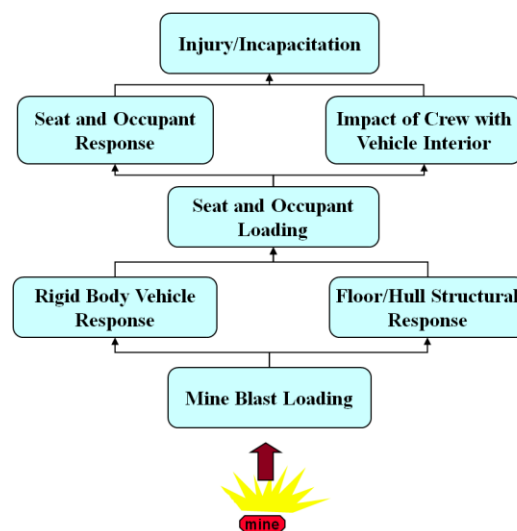 Injury/Incapacitation
Seat and Occupant
Response
Impact of Crew with
Vehicle Interior
Seat and Occupant
Loading
Rigid Body Vehicle
Response
Floor/Hull Structural
Response
Mine Blast Loading
mine